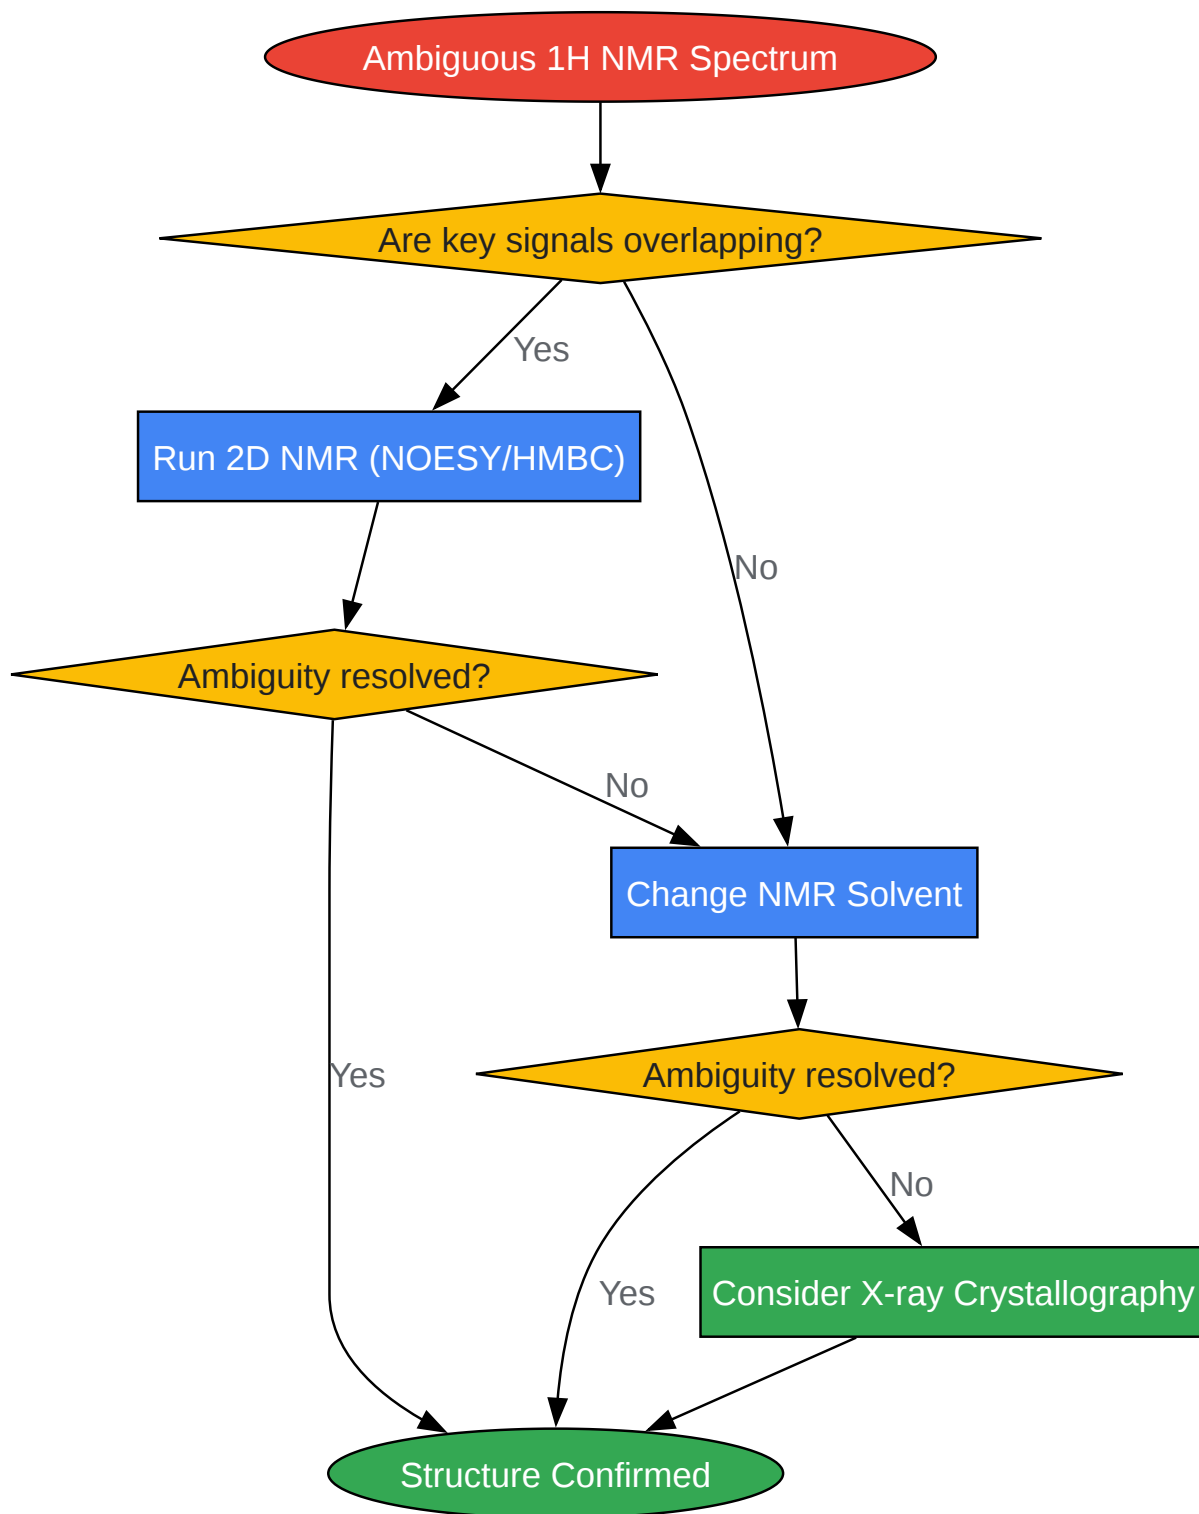 Ambiguous 1H NMR Spectrum
Are key signals overlapping?
Yes
Run 2D NMR (NOESY/HMBC)
No
Ambiguity resolved?
No
Change NMR Solvent
Yes
Ambiguity resolved?
No
Yes
Consider X-ray Crystallography
Structure Confirmed